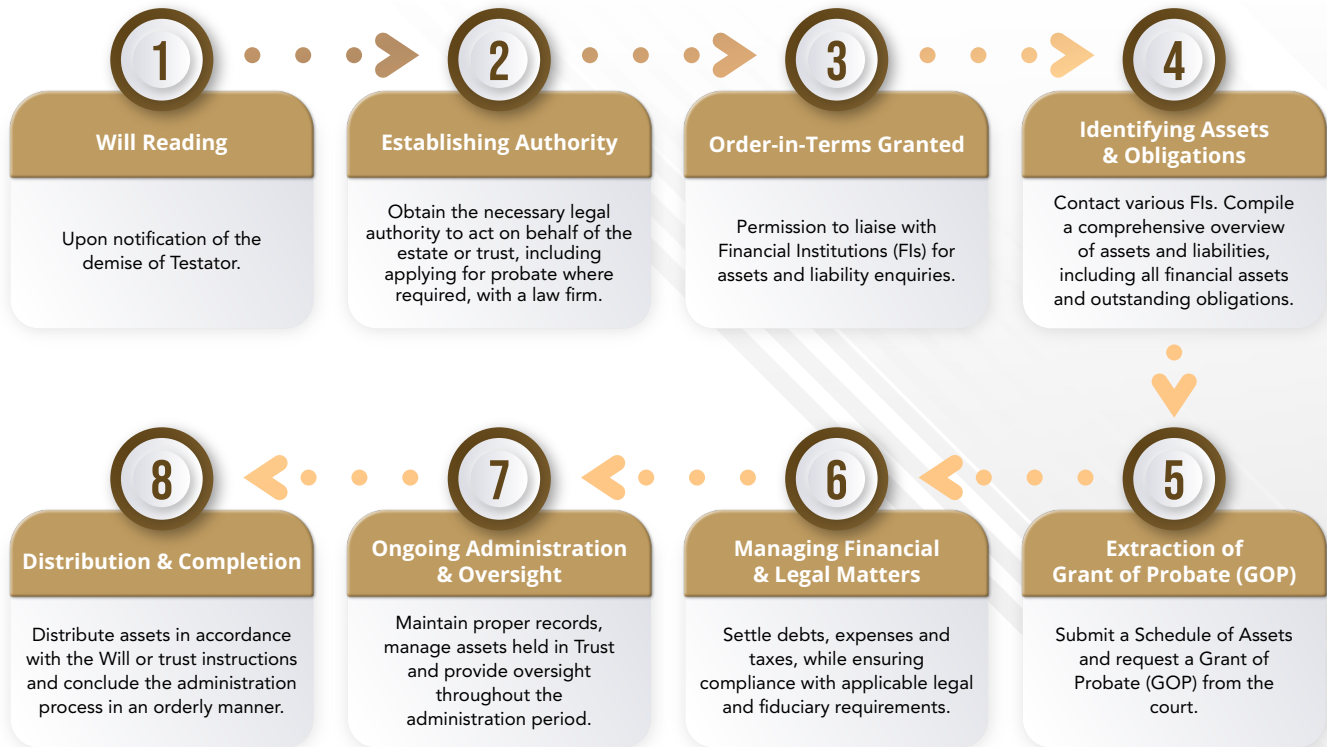 1
Will Reading
Upon notification of the
demise of Testator.
2
Establishing Authority
Obtain the necessary legal
authority to act on behalf of the
estate or trust, including
applying for probate where
required, with a law firm.
3
Order-in-Terms Granted
Permission to liaise with
Financial Institutions (FIs) for
assets and liability enquiries.
4
Identifying Assets
& Obligations
Contact various FIs. Compile
a comprehensive overview
of assets and liabilities,
including all financial assets
and outstanding obligations.
5
Extraction of
Grant of Probate (GOP)
Submit a Schedule of Assets
and request a Grant of
Probate (GOP) from the
court.
6
Managing Financial
& Legal Matters
Settle debts, expenses and
taxes, while ensuring
compliance with applicable legal
and fiduciary requirements.
7
Ongoing Administration
& Oversight
Maintain proper records,
manage assets held in Trust
and provide oversight
throughout the
administration period.
8
Distribution & Completion
Distribute assets in accordance
with the Will or trust instructions
and conclude the administration
process in an orderly manner.